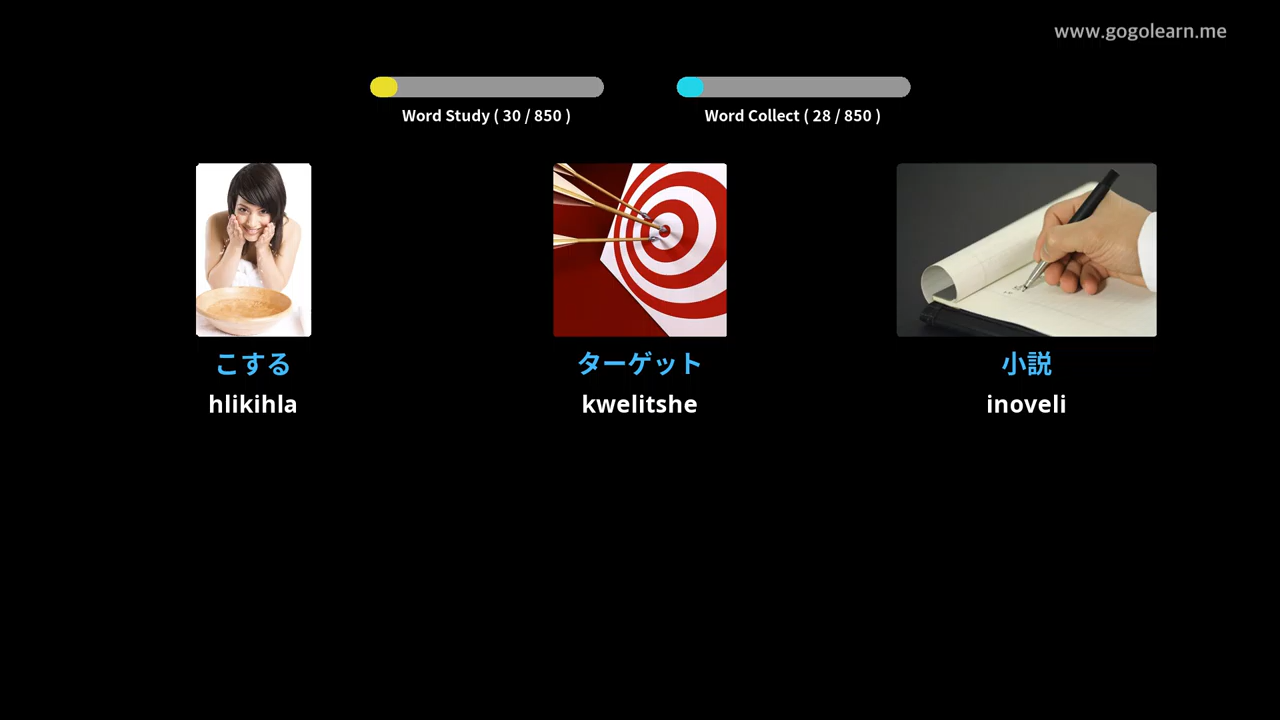 www.gogolearn.me
Word Study ( 30 / 850 )
Word Collect ( 28 / 850 )
こする
ターゲット
小説
hlikihla
kwelitshe
inoveli